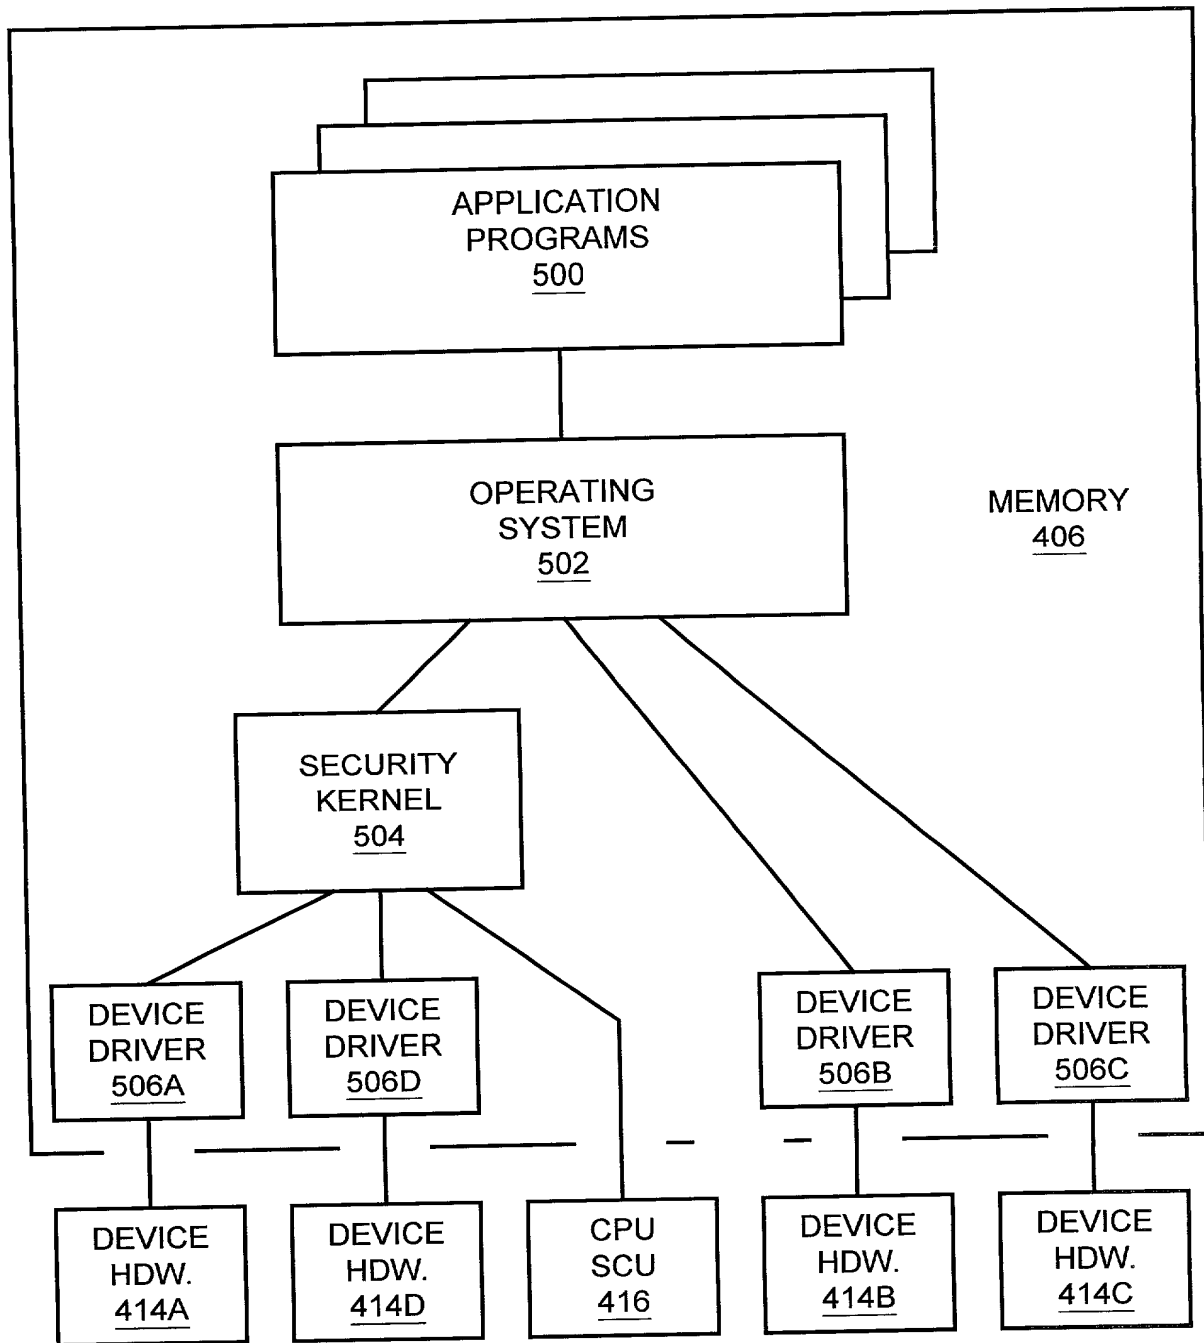 APPLICATION
PROGRAMS
500
OPERATING
SYSTEM
502
MEMORY
406
SECURITY
KERNEL
504
DEVICE
DRIVER
506A
DEVICE
DRIVER
506D
DEVICE
DRIVER
506B
DEVICE
DRIVER
506C
DEVICE
HDW.
414A
DEVICE
HDW.
414D
CPU
SCU
416
DEVICE
HDW.
414B
DEVICE
HDW.
414C